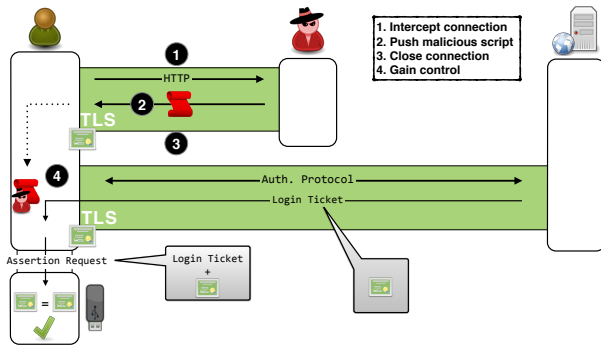 1. Intercept connection
2. Push malicious script
3. Close connection
4. Gain control
1
HTTP
2
TLS
3
4
Auth. Protocol
Login Ticket
TLS
Assertion Request
Login Ticket
+
=